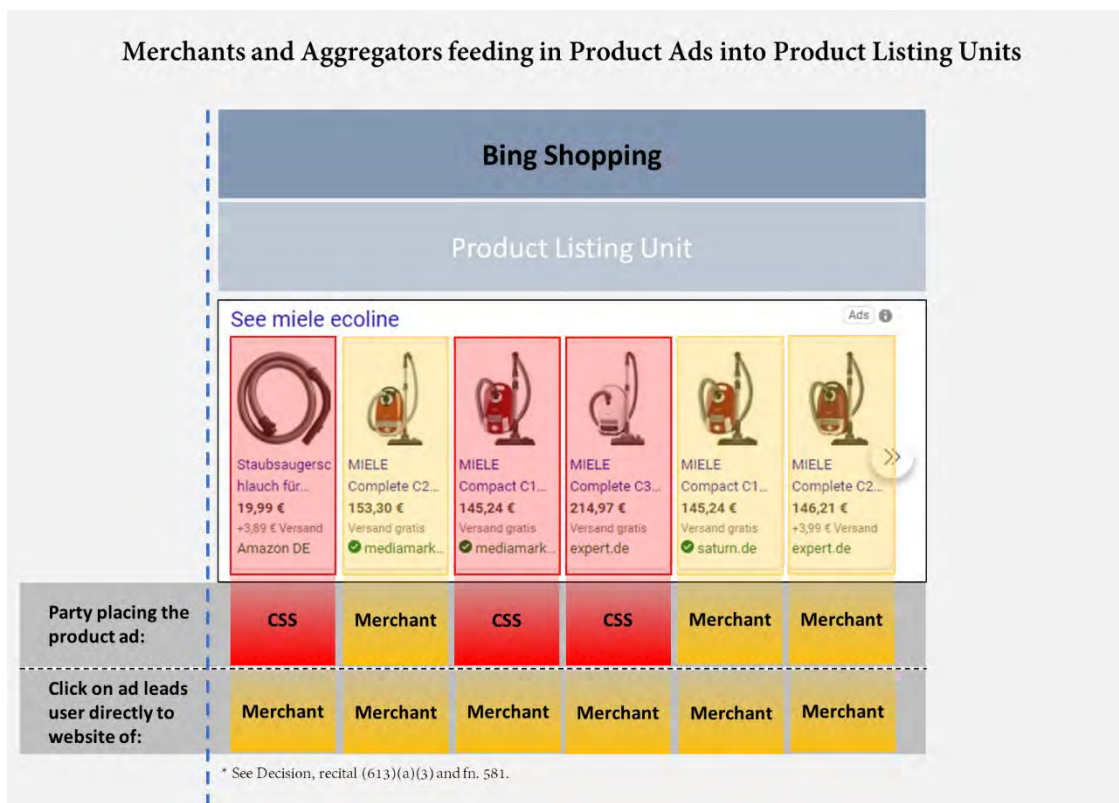 Merchants and Aggregators feeding in Product Ads into Product Listing Units
Bing Shopping
Product Listing Unit
See miele ecoline
Ads
Staubsaugersc
hlauch für...
19,99 €
+3,89 € Versand
Amazon DE
MIELE
Complete C2...
153,30 €
Versand gratis
mediamark...
MIELE
Compact C1...
145,24 €
Versand gratis
mediamark...
MIELE
Complete C3...
214,97 €
Versand gratis
expert.de
MIELE
Compact C1...
145,24 €
Versand gratis
saturn.de
MIELE
Complete C2...
146,21 €
+3,99 € Versand
expert.de
Party placing the
product ad:
CSS
Merchant
CSS
CSS
Merchant
Merchant
Click on ad leads
user directly to
website of:
Merchant
Merchant
Merchant
Merchant
Merchant
Merchant
* See Decision, recital (613)(a)(3) and fn. 581.